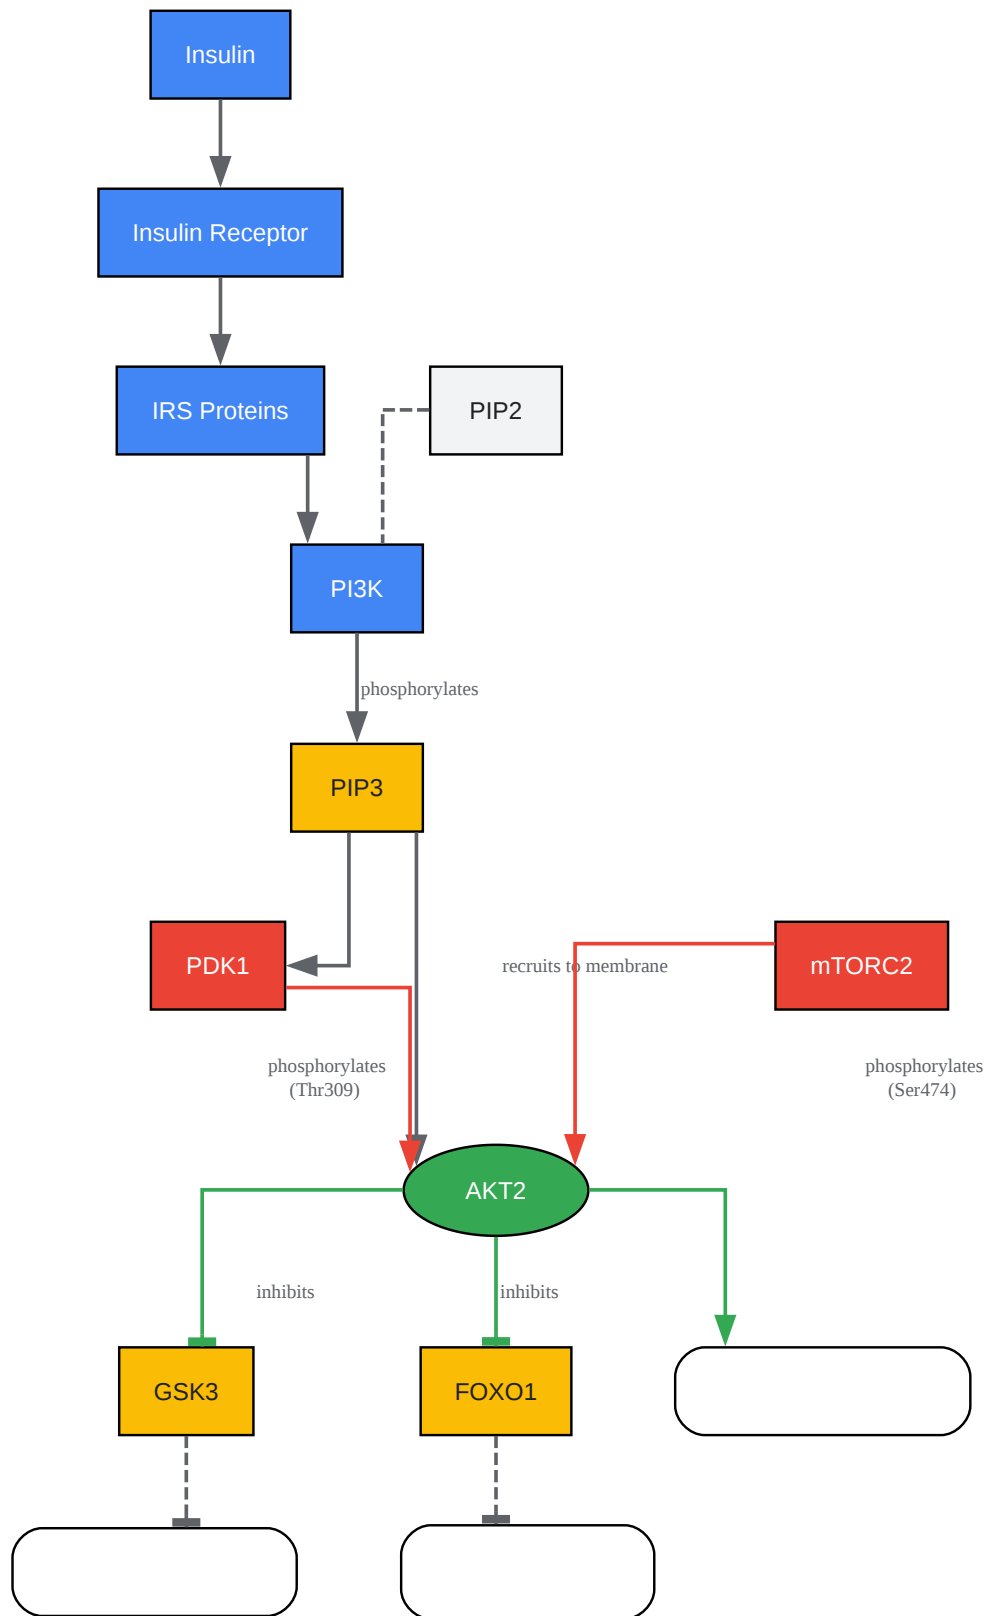 Insulin
Insulin Receptor
IRS Proteins
PIP2
PI3K
phosphorylates
PIP3
PDK1
recruits to membrane
mTORC2
phosphorylates
(Thr309)
phosphorylates
(Ser474)
AKT2
inhibits
inhibits
GSK3
FOXO1